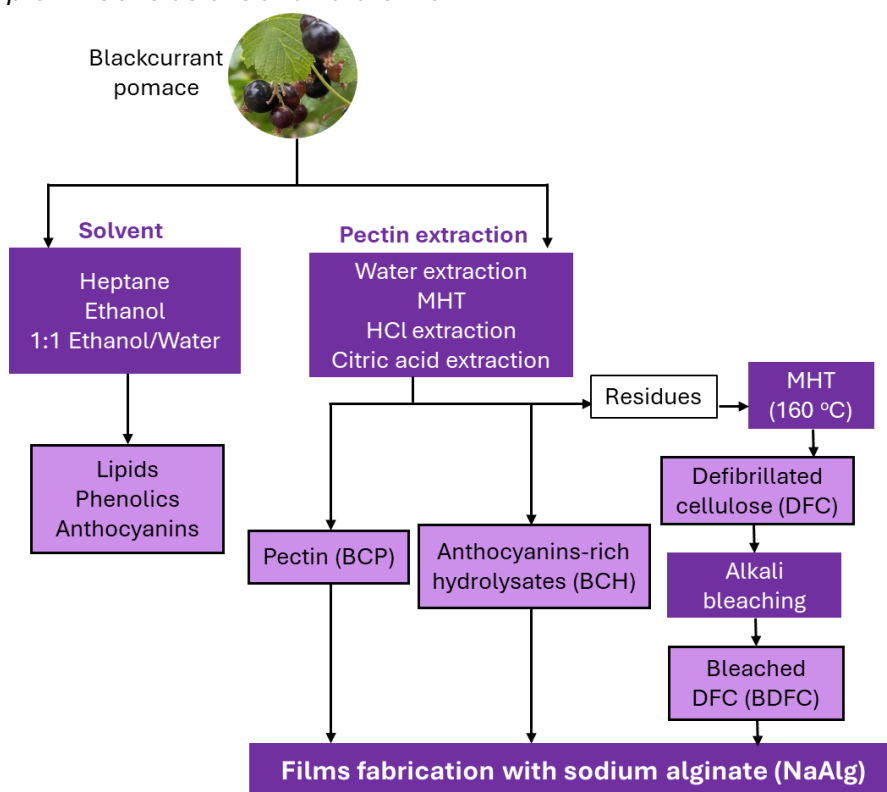 Blackcurrant
pomace
Solvent
Heptane
Ethanol
1:1 Ethanol/Water
Lipids
Phenolics
Anthocyanins
Pectin extraction
Water extraction
MHT
HCl extraction
Citric acid extraction
Residues
MHT
(160 °C)
Defibrillated
cellulose (DFC)
Pectin (BCP)
Anthocyanins-rich
hydrolysates (BCH)
Alkali
bleaching
Bleached
DFC (BDFC)
Films fabrication with sodium alginate (NaAlg)